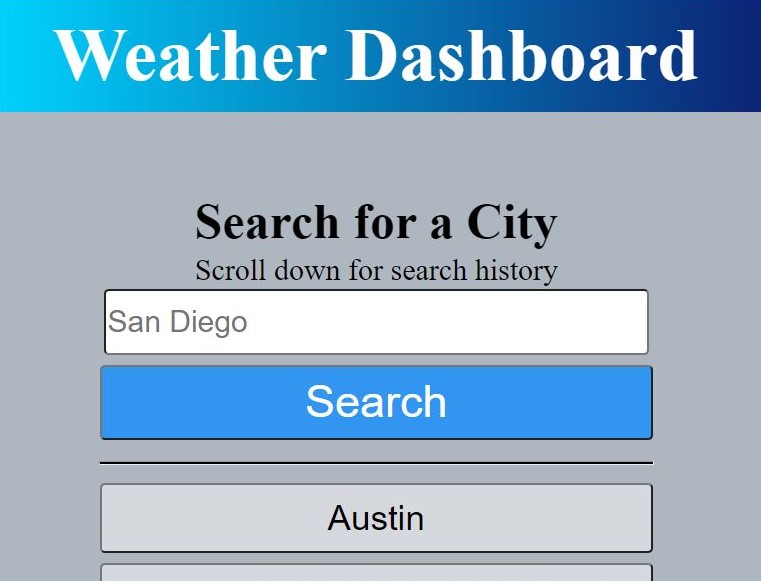 Weather Dashboard
Search for a City
Scroll down for search history
San Diego
Search
Austin